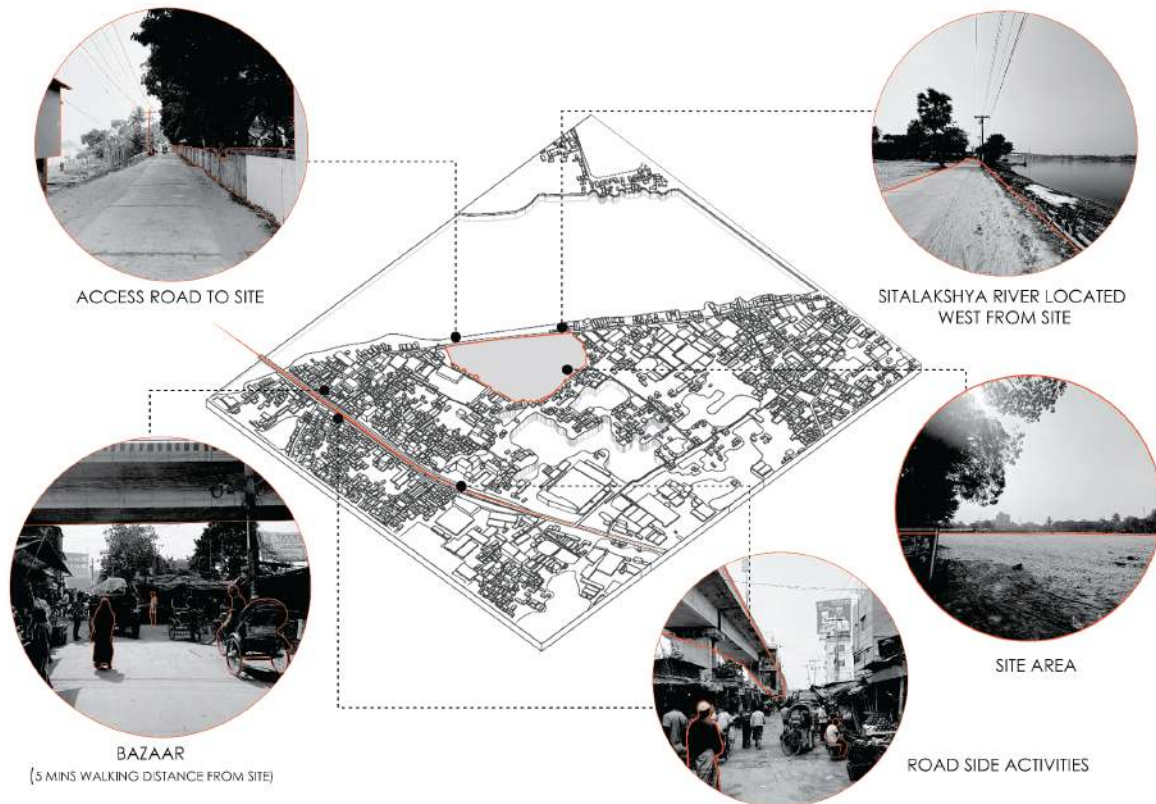 ACCESS ROAD TO SITE
SITALAKSHYA RIVER LOCATED
WEST FROM SITE
SITE AREA
BAZAAR
(5 MINS WALKING DISTANCE FROM SITE)
ROAD SIDE ACTIVITIES